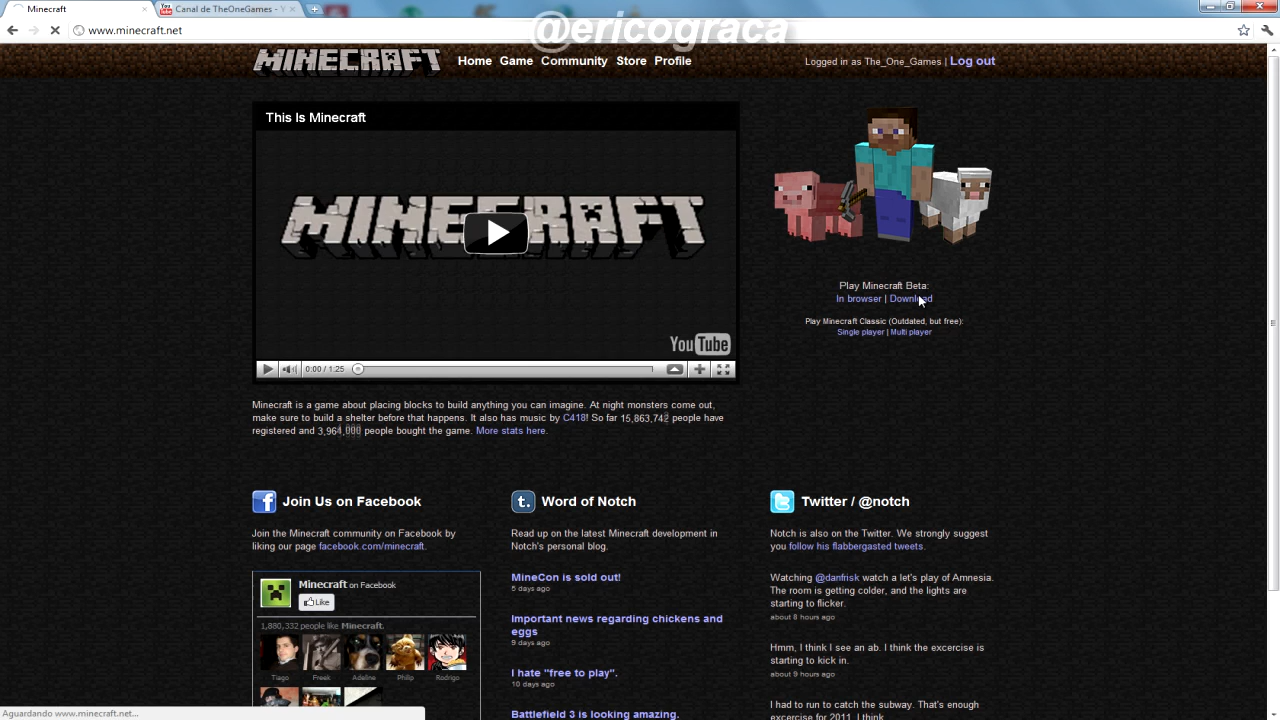 Minecraft
Canal de TheOneGames - Y
www.minecraft.net
@ericograca
MINECRAFT
Home Game Community Store Profile
Logged in as The_One_Games | Log out
This Is Minecraft
MINECRAFT
YouTube
0:00 / 1:25
Play Minecraft Beta:
In browser | Download
Play Minecraft Classic (Outdated, but free):
Single player | Multi player
Minecraft is a game about placing blocks to build anything you can imagine. At night monsters come out,
make sure to build a shelter before that happens. It also has music by C418! So far 15,863,742 people have
registered and 3,964,000 people bought the game. More stats here.
Join Us on Facebook
Join the Minecraft community on Facebook by
liking our page facebook.com/minecraft.
Minecraft on Facebook
Like
1,880,332 people like Minecraft.
Tiago Freek Adeline Philip Rodrigo
Word of Notch
Read up on the latest Minecraft development in
Notch's personal blog.
MineCon is sold out!
5 days ago
Important news regarding chickens and
eggs
9 days ago
I hate "free to play".
10 days ago
Battlefield 3 is looking amazing.
Twitter / @notch
Notch is also on the Twitter. We strongly suggest
you follow his flabbergasted tweets.
Watching @danfrisk watch a let's play of Amnesia.
The room is getting colder, and the lights are
starting to flicker.
about 8 hours ago
Hmm, I think I see an ab. I think the excercise is
starting to kick in.
about 9 hours ago
I had to run to catch the subway. That's enough
excercise for 2011, I think.
Aguardando www.minecraft.net...